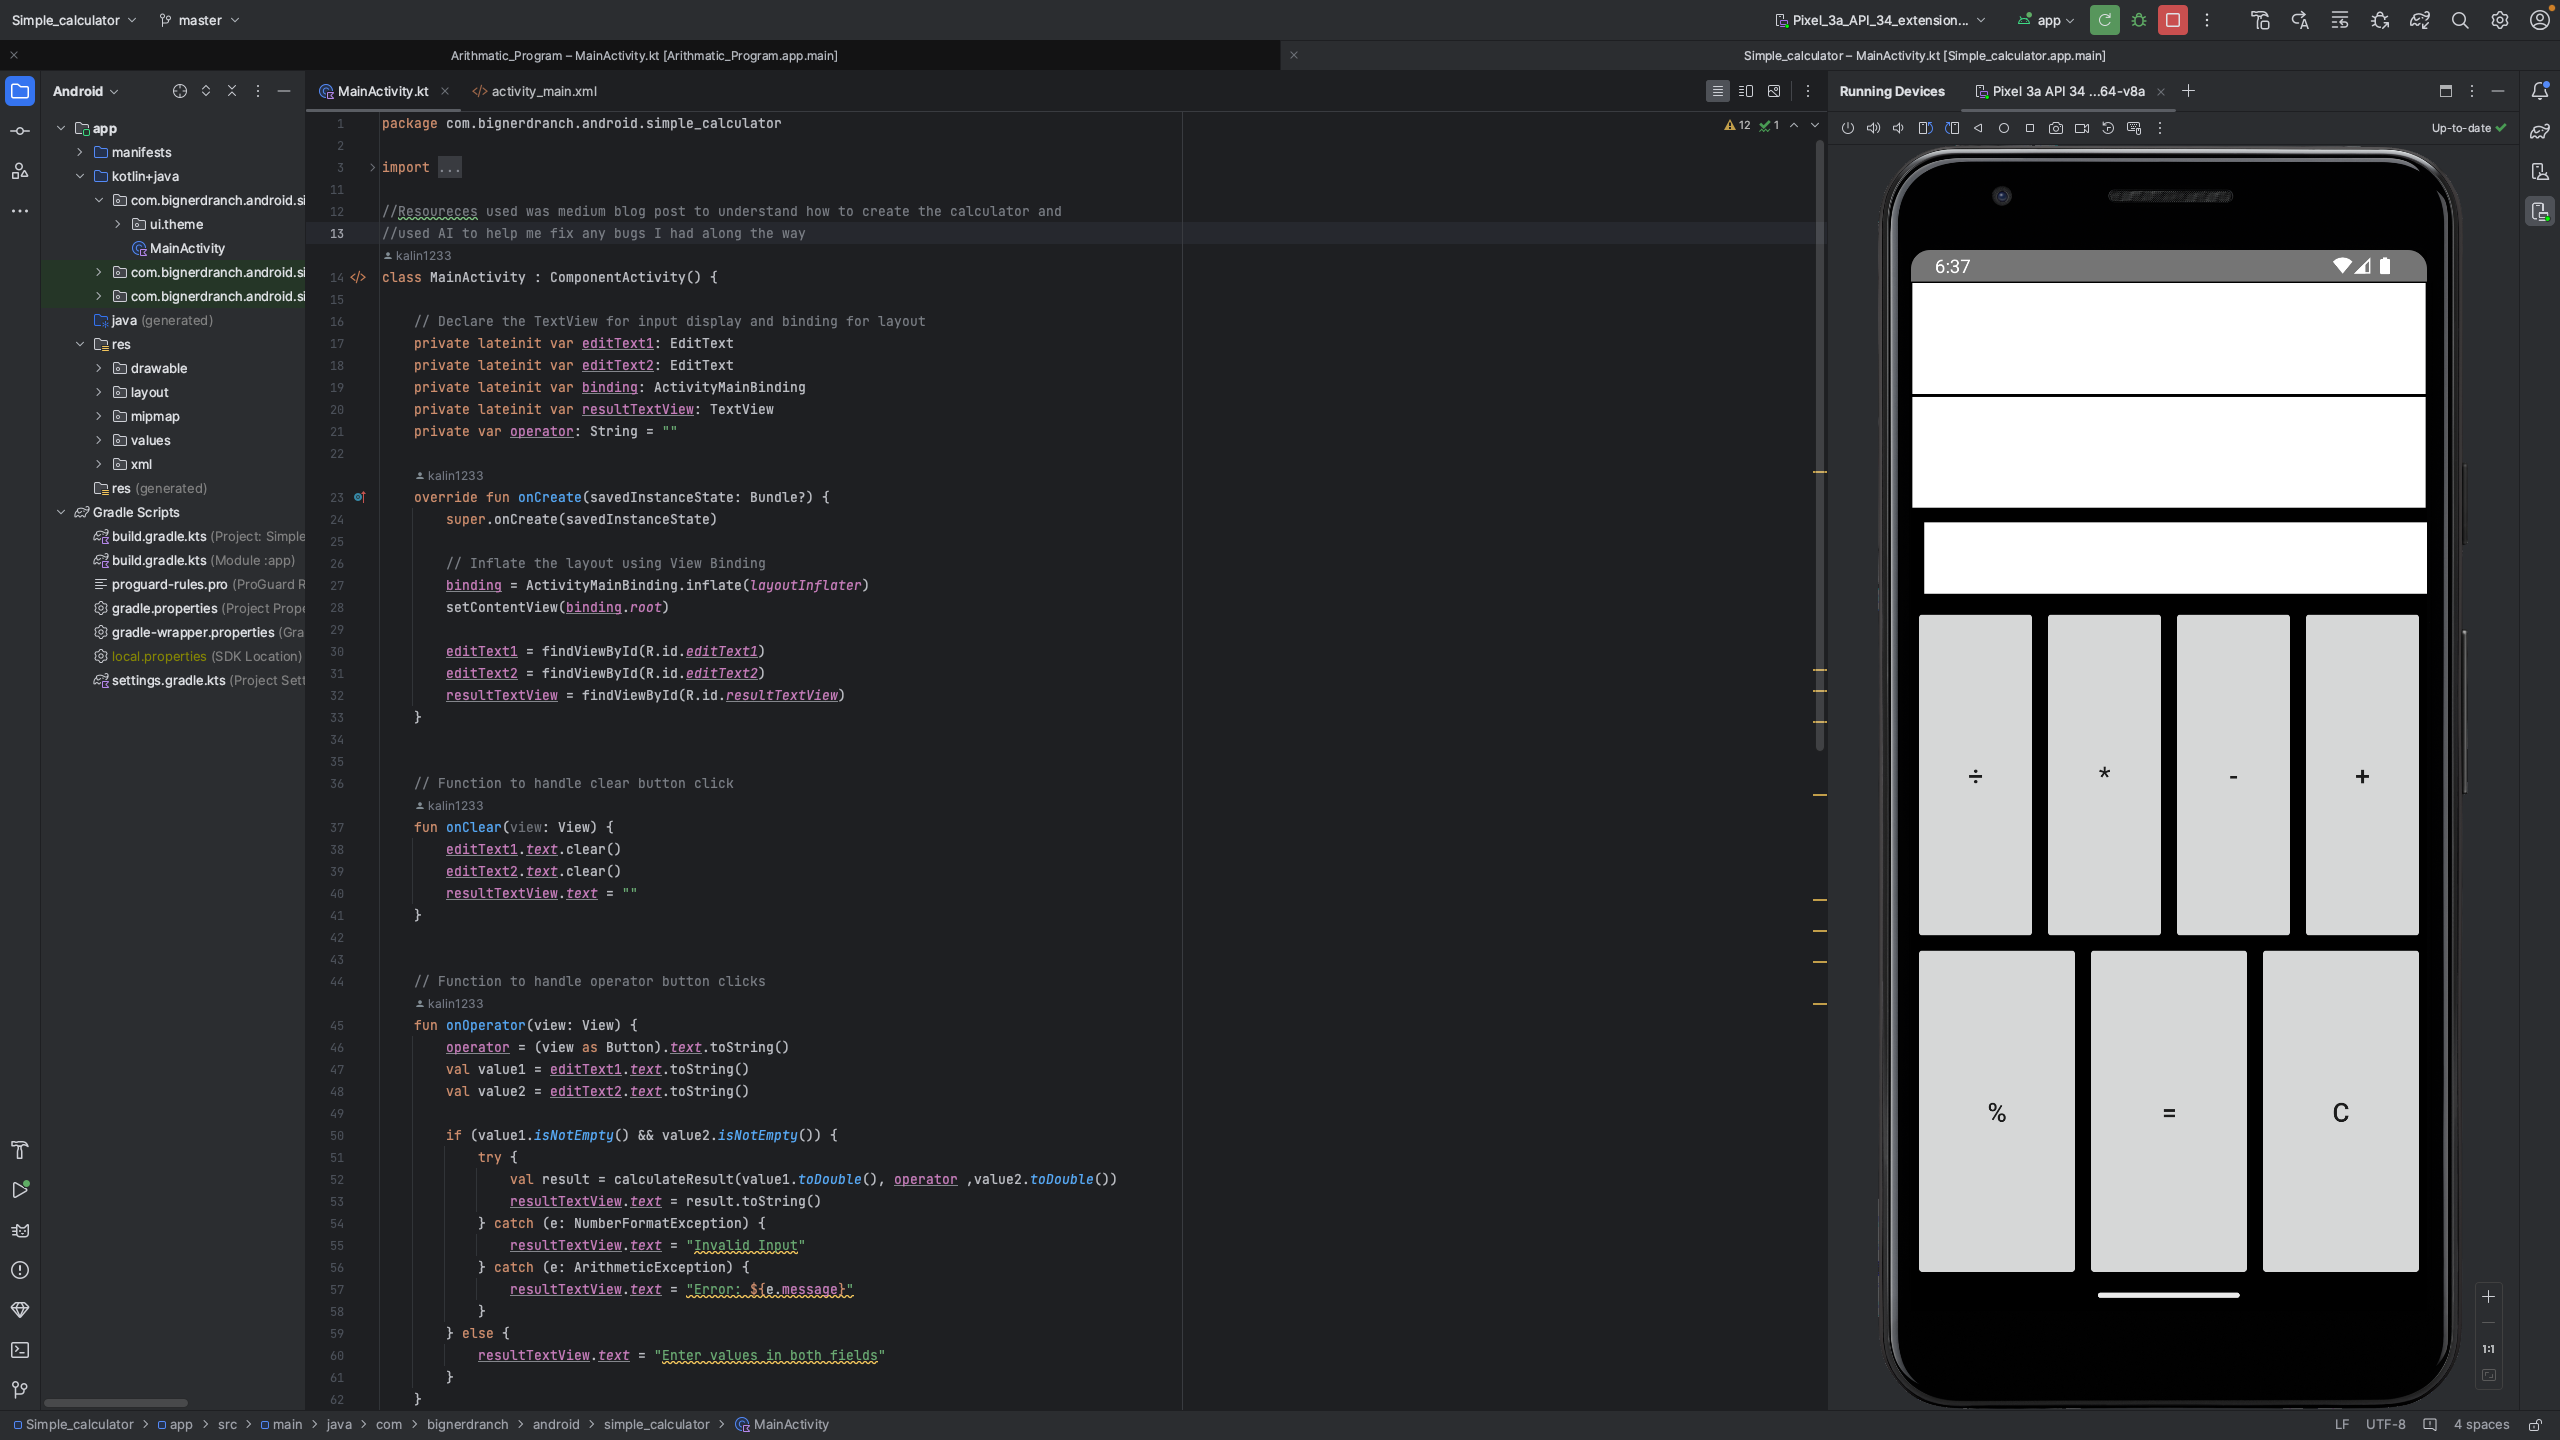 Simple_calculator master Pixel_3a_API_34_extension... app
Arithmatic_Program – MainActivity.kt [Arithmatic_Program.app.main] Simple_calculator – MainActivity.kt [Simple_calculator.app.main]
Android
app
manifests
kotlin+java
com.bignerdranch.android.si
ui.theme
MainActivity
com.bignerdranch.android.si
com.bignerdranch.android.si
java (generated)
res
drawable
layout
mipmap
values
xml
res (generated)
Gradle Scripts
build.gradle.kts (Project: Simple
build.gradle.kts (Module :app)
proguard-rules.pro (ProGuard R
gradle.properties (Project Prope
gradle-wrapper.properties (Gra
local.properties (SDK Location)
settings.gradle.kts (Project Sett
MainActivity.kt activity_main.xml
12 1
1 package com.bignerdranch.android.simple_calculator
2
3 import ...
11
12 //Resoureces used was medium blog post to understand how to create the calculator and
13 //used AI to help me fix any bugs I had along the way
kalin1233
14 class MainActivity : ComponentActivity() {
15
16 // Declare the TextView for input display and binding for layout
17 private lateinit var editText1: EditText
18 private lateinit var editText2: EditText
19 private lateinit var binding: ActivityMainBinding
20 private lateinit var resultTextView: TextView
21 private var operator: String = ""
22
kalin1233
23 override fun onCreate(savedInstanceState: Bundle?) {
24 super.onCreate(savedInstanceState)
25
26 // Inflate the layout using View Binding
27 binding = ActivityMainBinding.inflate(layoutInflater)
28 setContentView(binding.root)
29
30 editText1 = findViewById(R.id.editText1)
31 editText2 = findViewById(R.id.editText2)
32 resultTextView = findViewById(R.id.resultTextView)
33 }
34
35
36 // Function to handle clear button click
kalin1233
37 fun onClear(view: View) {
38 editText1.text.clear()
39 editText2.text.clear()
40 resultTextView.text = ""
41 }
42
43
44 // Function to handle operator button clicks
kalin1233
45 fun onOperator(view: View) {
46 operator = (view as Button).text.toString()
47 val value1 = editText1.text.toString()
48 val value2 = editText2.text.toString()
49
50 if (value1.isNotEmpty() && value2.isNotEmpty()) {
51 try {
52 val result = calculateResult(value1.toDouble(), operator ,value2.toDouble())
53 resultTextView.text = result.toString()
54 } catch (e: NumberFormatException) {
55 resultTextView.text = "Invalid Input"
56 } catch (e: ArithmeticException) {
57 resultTextView.text = "Error: ${e.message}"
58 }
59 } else {
60 resultTextView.text = "Enter values in both fields"
61 }
62 }
Running Devices Pixel 3a API 34 ...64-v8a
Up-to-date
6:37
÷ * - +
% = C
1:1
Simple_calculator > app > src > main > java > com > bignerdranch > android > simple_calculator > MainActivity
LF UTF-8 4 spaces